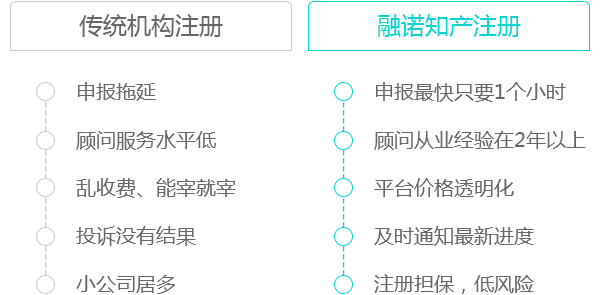 传统机构注册
申报拖延
顾问服务水平低
乱收费、能宰就宰
投诉没有结果
小公司居多
融诺知产注册
申报最快只要1个小时
顾问从业经验在2年以上
平台价格透明化
及时通知最新进度
注册担保，低风险